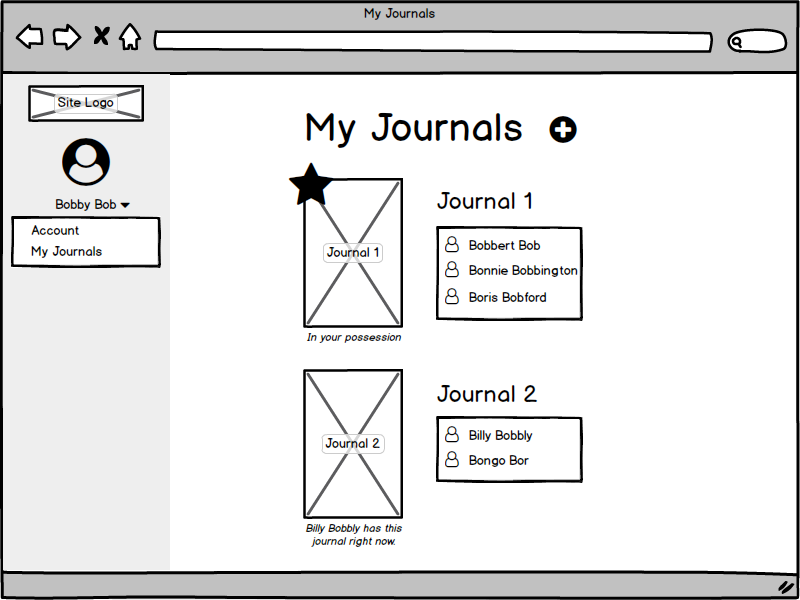 My Journals
Site Logo
Bobby Bob
Account
My Journals
My Journals
Journal 1
In your possession
Journal 1
Bobbert Bob
Bonnie Bobbington
Boris Bobford
Journal 2
Billy Bobbly has this
journal right now.
Journal 2
Billy Bobbly
Bongo Bor